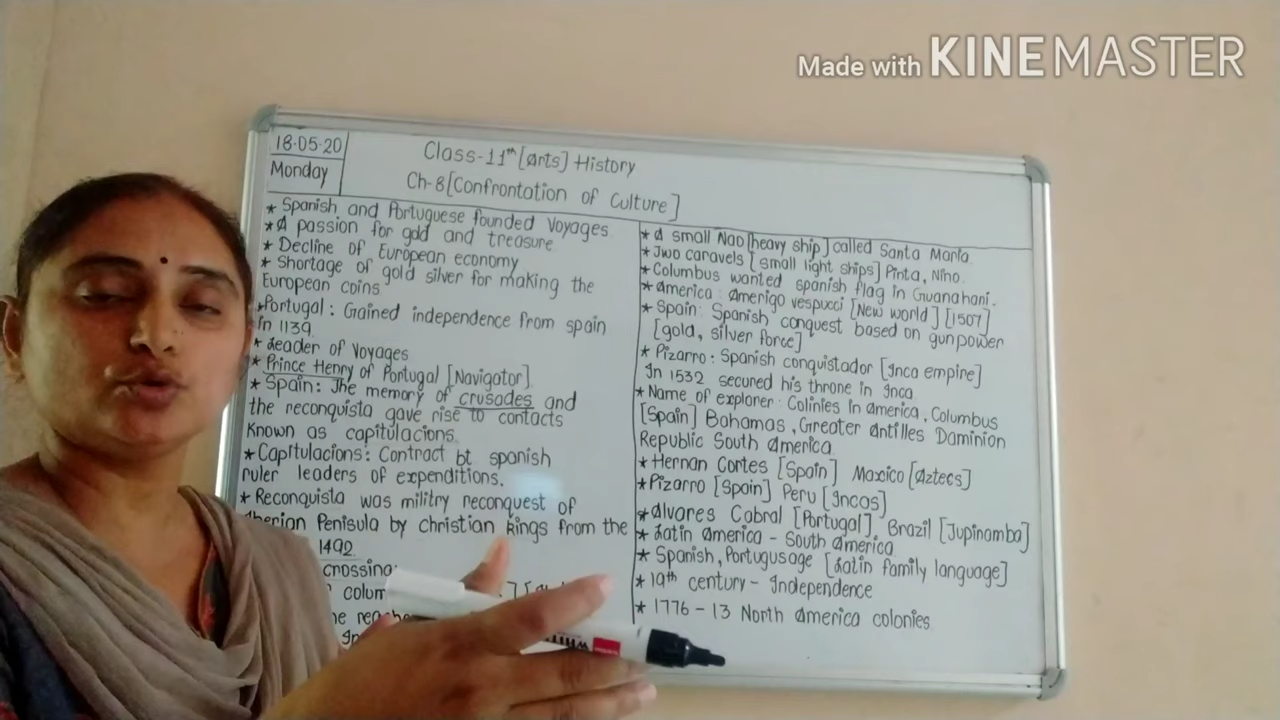 Made with KINEMASTER
18.05.20
Monday
Class-11th [Arts] History
Ch-8 [Confrontation of Culture]
* Spanish and Portuguese founded Voyages
* A passion for gold and treasure
* Decline of European economy
* Shortage of gold silver for making the
European coins
* Portugal : Gained independence from spain
in 1139.
* Leader of Voyages
* Prince Henry of Portugal [Navigator].
* Spain: The memory of crusades and
the reconquista gave rise to contacts
known as capitulacions.
* Capitulacions: Contract bt spanish
ruler leaders of expenditions.
* Reconquista was militry reconquest of
Iberian Penisula by christian kings from the
1492
colum
* A small Nao [heavy ship] called Santa Maria.
* Two caravels [small light ships] Pinta, Nino.
* Columbus wanted spanish flag in Guanahani.
* America : Amerigo vespucci [New world] [1507]
* Spain: Spanish conquest based on gunpower
[gold, silver force]
* Pizarro : Spanish conquistador [Inca empire]
In 1532 secured his throne in Inca
* Name of explorer : Colinies in America, Columbus
[Spain] Bahamas, Greater Antilles Daminion
Republic South America.
* Hernan Cortes [Spain] Maxico [Aztecs]
* Pizarro [Spain] Peru [Incas]
* Alvares Cabral [Portugal], Brazil [Jupinamba]
* Latin America - South America
* Spanish, Portugusage [Latin family language]
* 19th century - Independence
* 1776 - 13 North America colonies.
WHIT